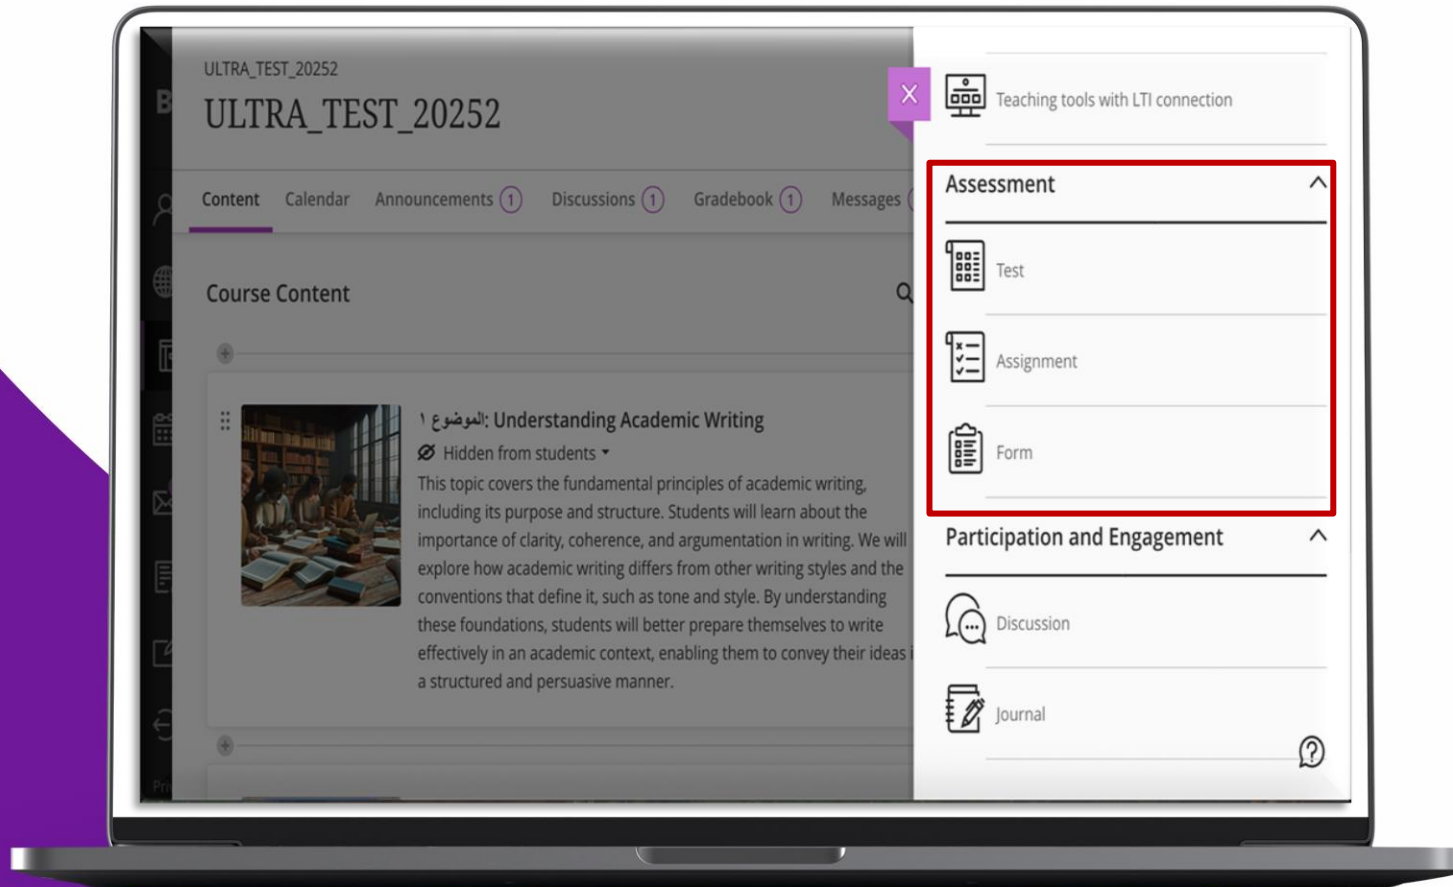 ULTRA_TEST_20252
ULTRA_TEST_20252
Content Calendar Announcements 1 Discussions 1 Gradebook 1 Messages
Course Content
الموضوع ١: Understanding Academic Writing
Hidden from students
This topic covers the fundamental principles of academic writing,
including its purpose and structure. Students will learn about the
importance of clarity, coherence, and argumentation in writing. We will
explore how academic writing differs from other writing styles and the
conventions that define it, such as tone and style. By understanding
these foundations, students will better prepare themselves to write
effectively in an academic context, enabling them to convey their ideas
a structured and persuasive manner.
X
Teaching tools with LTI connection
Assessment
Test
Assignment
Form
Participation and Engagement
Discussion
Journal